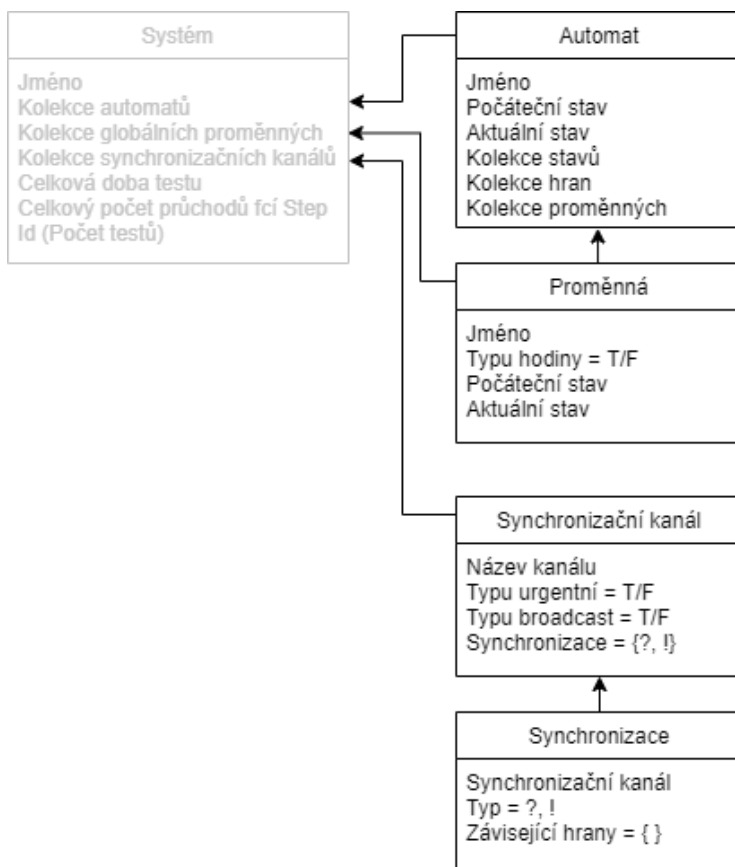 Systém
Jméno
Kolekce automatů
Kolekce globálních proměnných
Kolekce synchronizačních kanálů
Celková doba testu
Celkový počet průchodů fcí Step
Id (Počet testů)
Automat
Jméno
Počáteční stav
Aktuální stav
Kolekce stavů
Kolekce hran
Kolekce proměnných
Proměnná
Jméno
Typu hodiny = T/F
Počáteční stav
Aktuální stav
Synchronizační kanál
Název kanálu
Typu urgentní = T/F
Typu broadcast = T/F
Synchronizace = {?, !}
Synchronizace
Synchronizační kanál
Typ = ?, !
Závisející hrany = { }